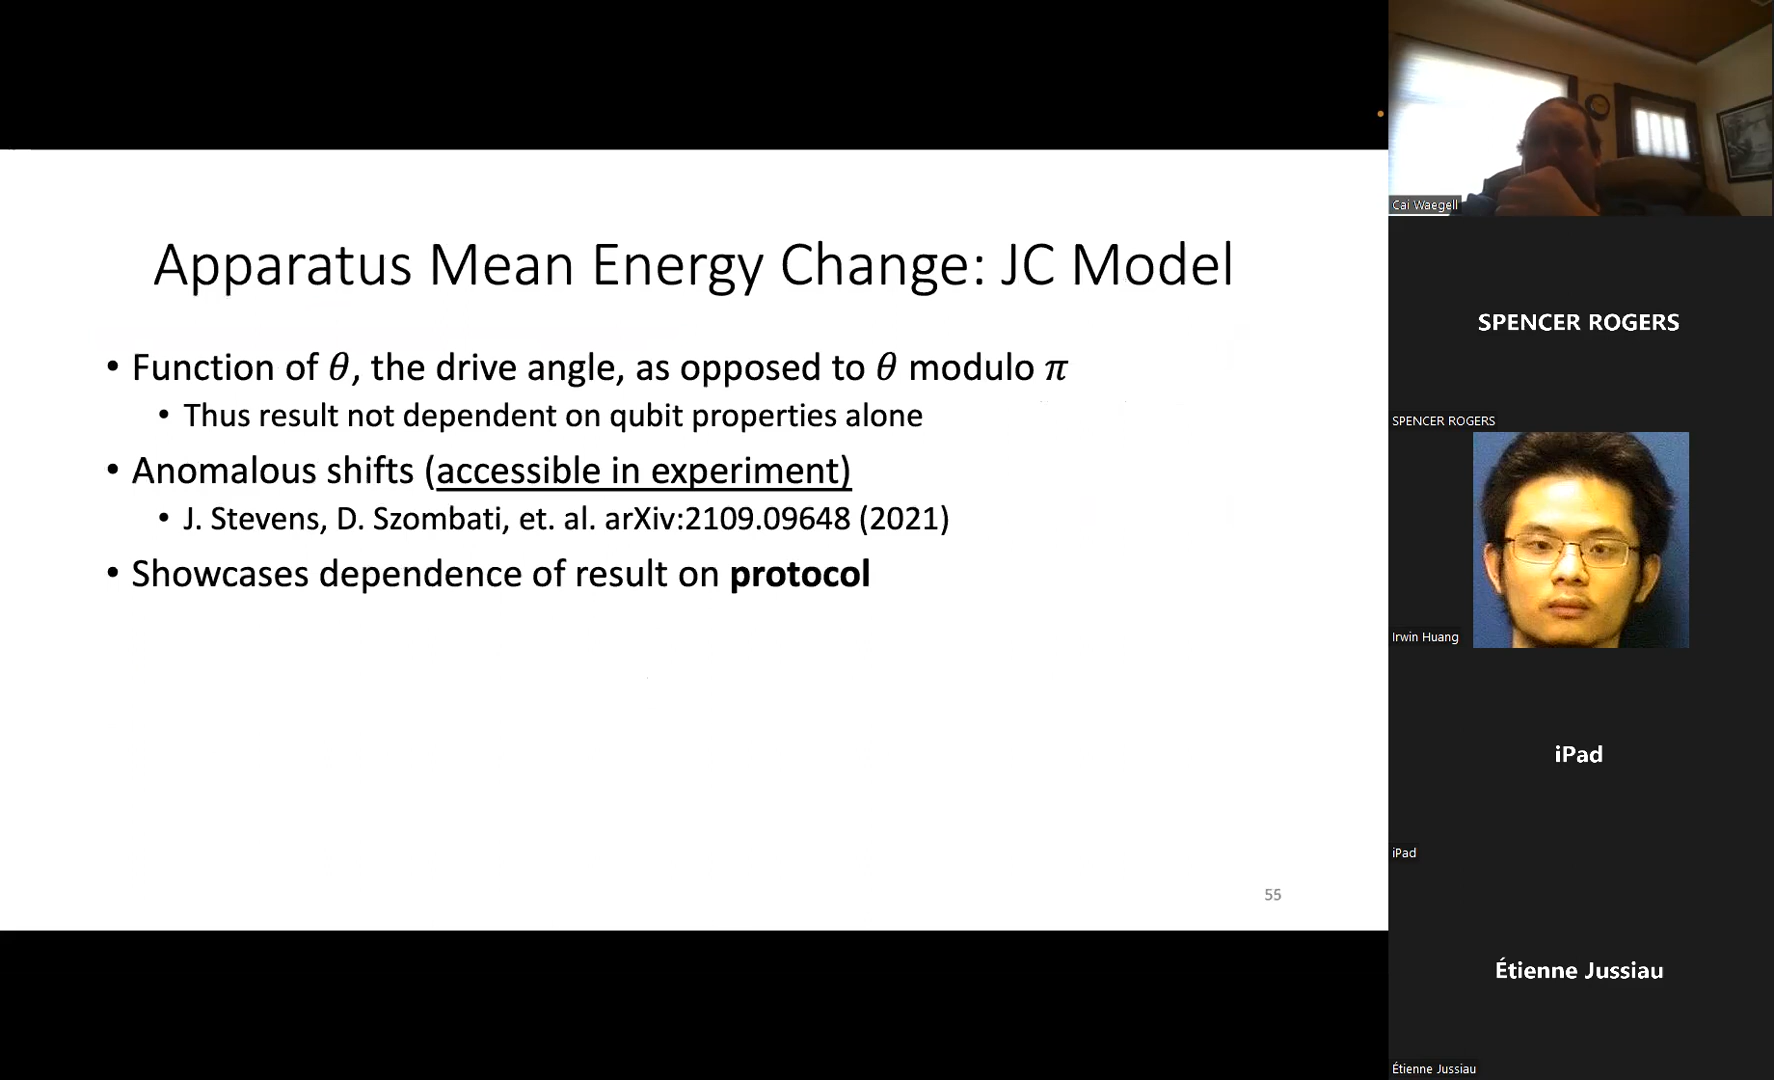 Apparatus Mean Energy Change: JC Model
• Function of θ, the drive angle, as opposed to θ modulo π
• Thus result not dependent on qubit properties alone
• Anomalous shifts (accessible in experiment)
• J. Stevens, D. Szombati, et. al. arXiv:2109.09648 (2021)
• Showcases dependence of result on protocol
55
Cai Waegell
SPENCER ROGERS
SPENCER ROGERS
Irwin Huang
iPad
iPad
Étienne Jussiau
Étienne Jussiau